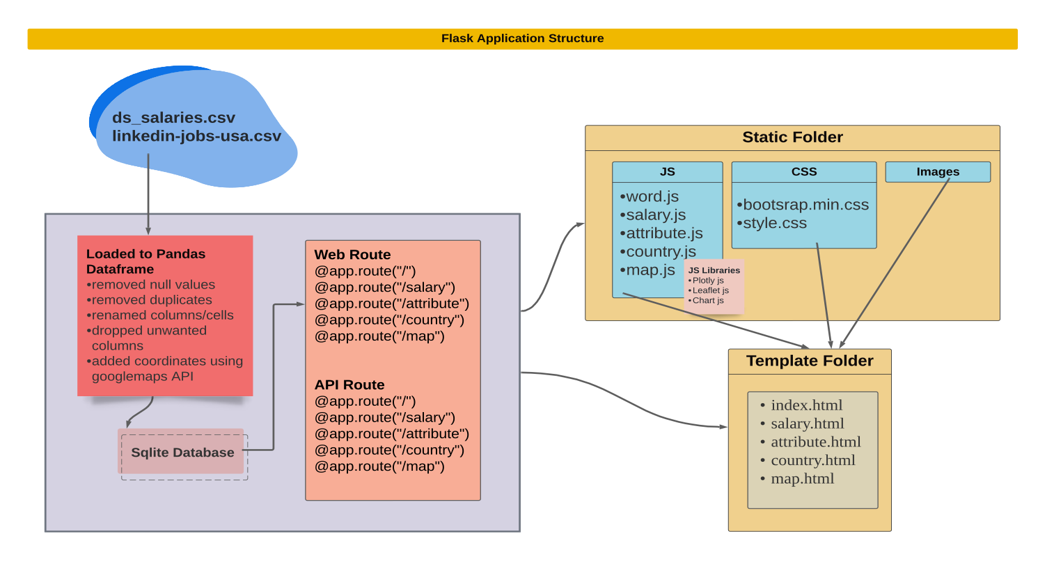 Flask Application Structure
ds_salaries.csv
linkedin-jobs-usa.csv
Loaded to Pandas
Dataframe
•removed null values
•removed duplicates
•renamed columns/cells
•dropped unwanted
columns
•added coordinates using
googlemaps API
Sqlite Database
Web Route
@app.route("/")
@app.route("/salary")
@app.route("/attribute")
@app.route("/country")
@app.route("/map")
API Route
@app.route("/")
@app.route("/salary")
@app.route("/attribute")
@app.route("/country")
@app.route("/map")
Static Folder
JS
•word.js
•salary.js
•attribute.js
•country.js
•map.js
JS Libraries
•Plotly js
•Leaflet js
•Chart js
CSS
•bootsrap.min.css
•style.css
Images
Template Folder
• index.html
• salary.html
• attribute.html
• country.html
• map.html